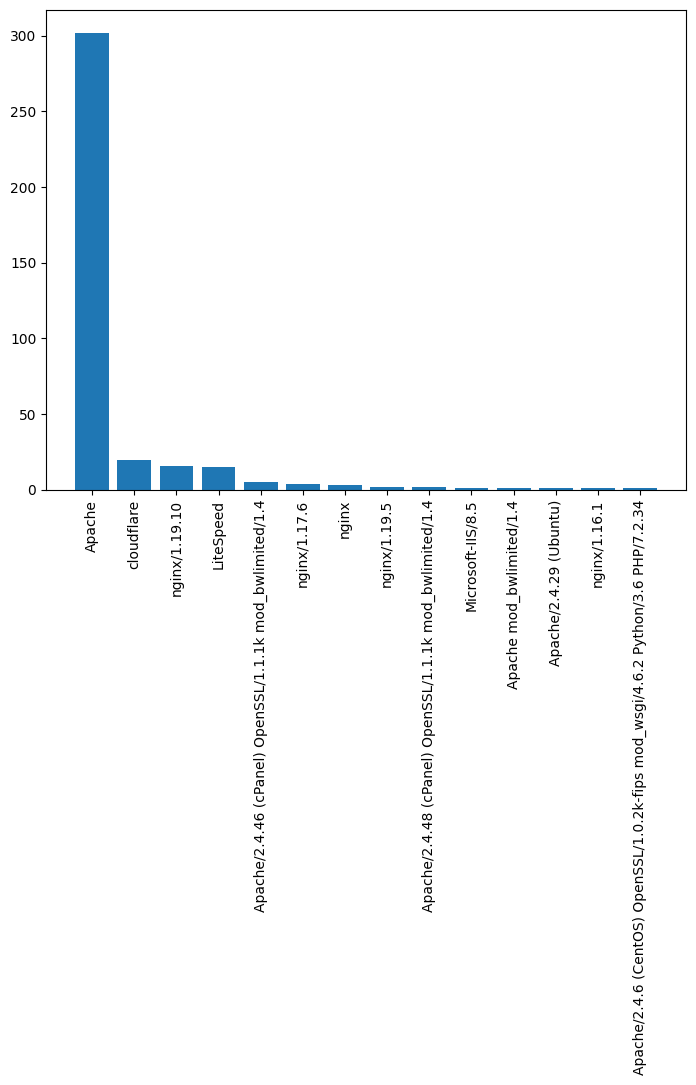 300
250
200
150
100
50
0
Apache
cloudflare
nginx/1.19.10
LiteSpeed
Apache/2.4.46 (cPanel) OpenSSL/1.1.1k mod_bwlimited/1.4
nginx/1.17.6
nginx
nginx/1.19.5
Apache/2.4.48 (cPanel) OpenSSL/1.1.1k mod_bwlimited/1.4
Microsoft-IIS/8.5
Apache mod_bwlimited/1.4
Apache/2.4.29 (Ubuntu)
nginx/1.16.1
Apache/2.4.6 (CentOS) OpenSSL/1.0.2k-fips mod_wsgi/4.6.2 Python/3.6 PHP/7.2.34